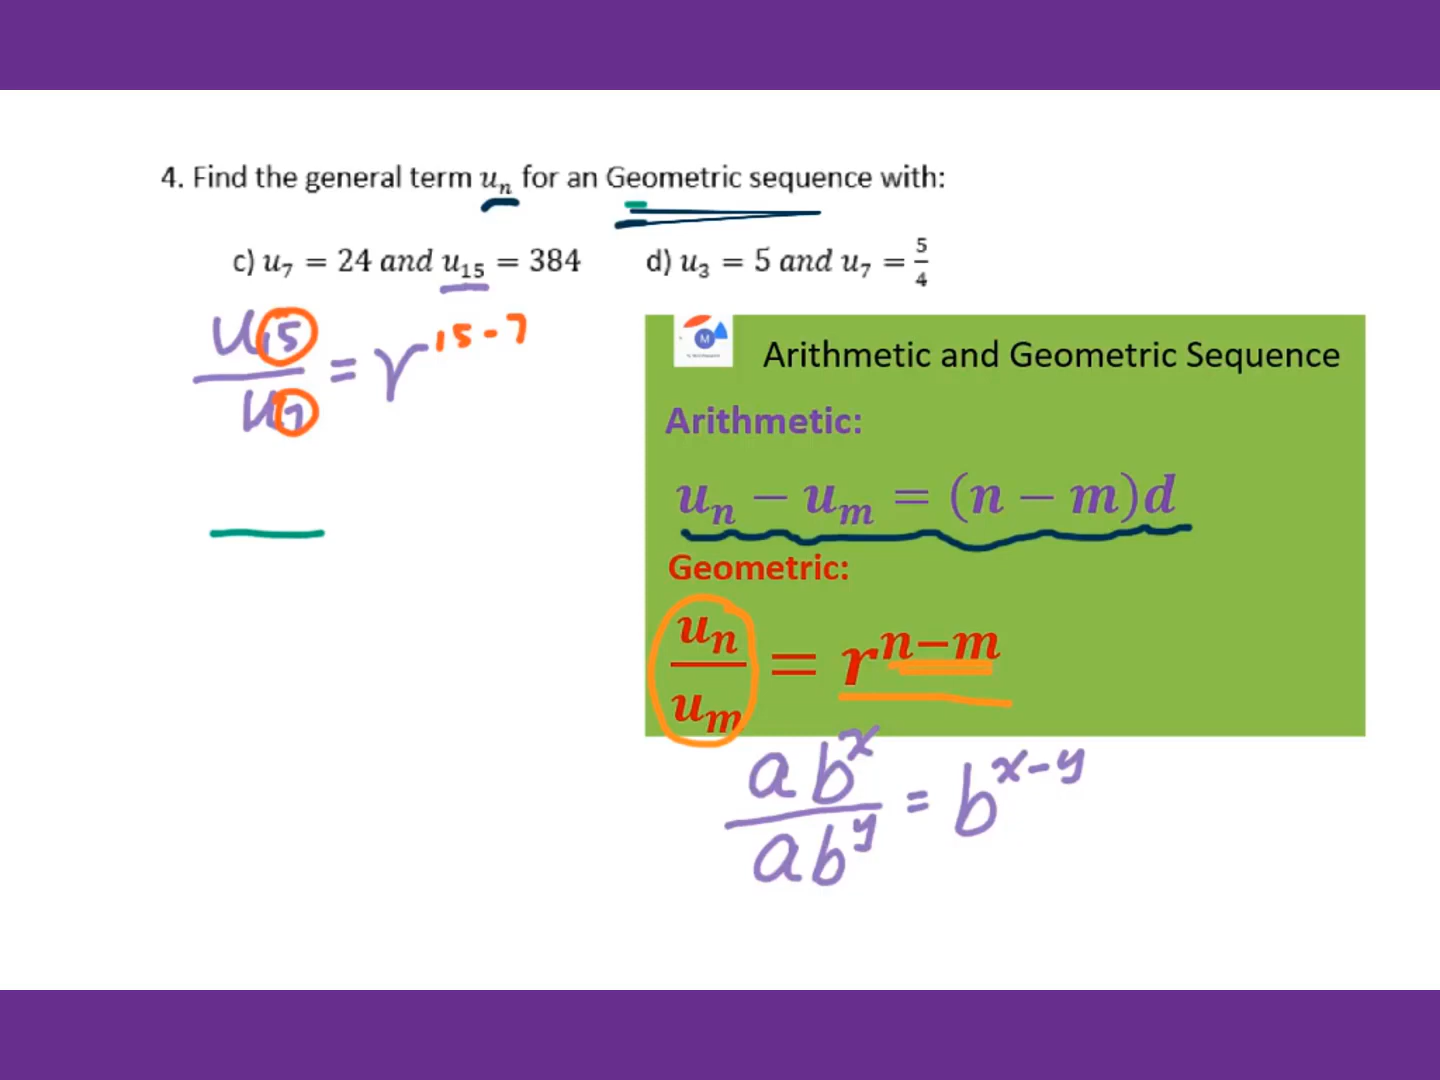 4. Find the general term uₙ for an Geometric sequence with:
c) u₇ = 24 and u₁₅ = 384
d) u₃ = 5 and u₇ = 5/4
u₁₅/u₇ = r¹⁵⁻⁷
M
Arithmetic and Geometric Sequence
Arithmetic:
uₙ − uₘ = (n − m)d
Geometric:
uₙ/uₘ = rⁿ⁻ᵐ
abˣ/abʸ = bˣ⁻ʸ